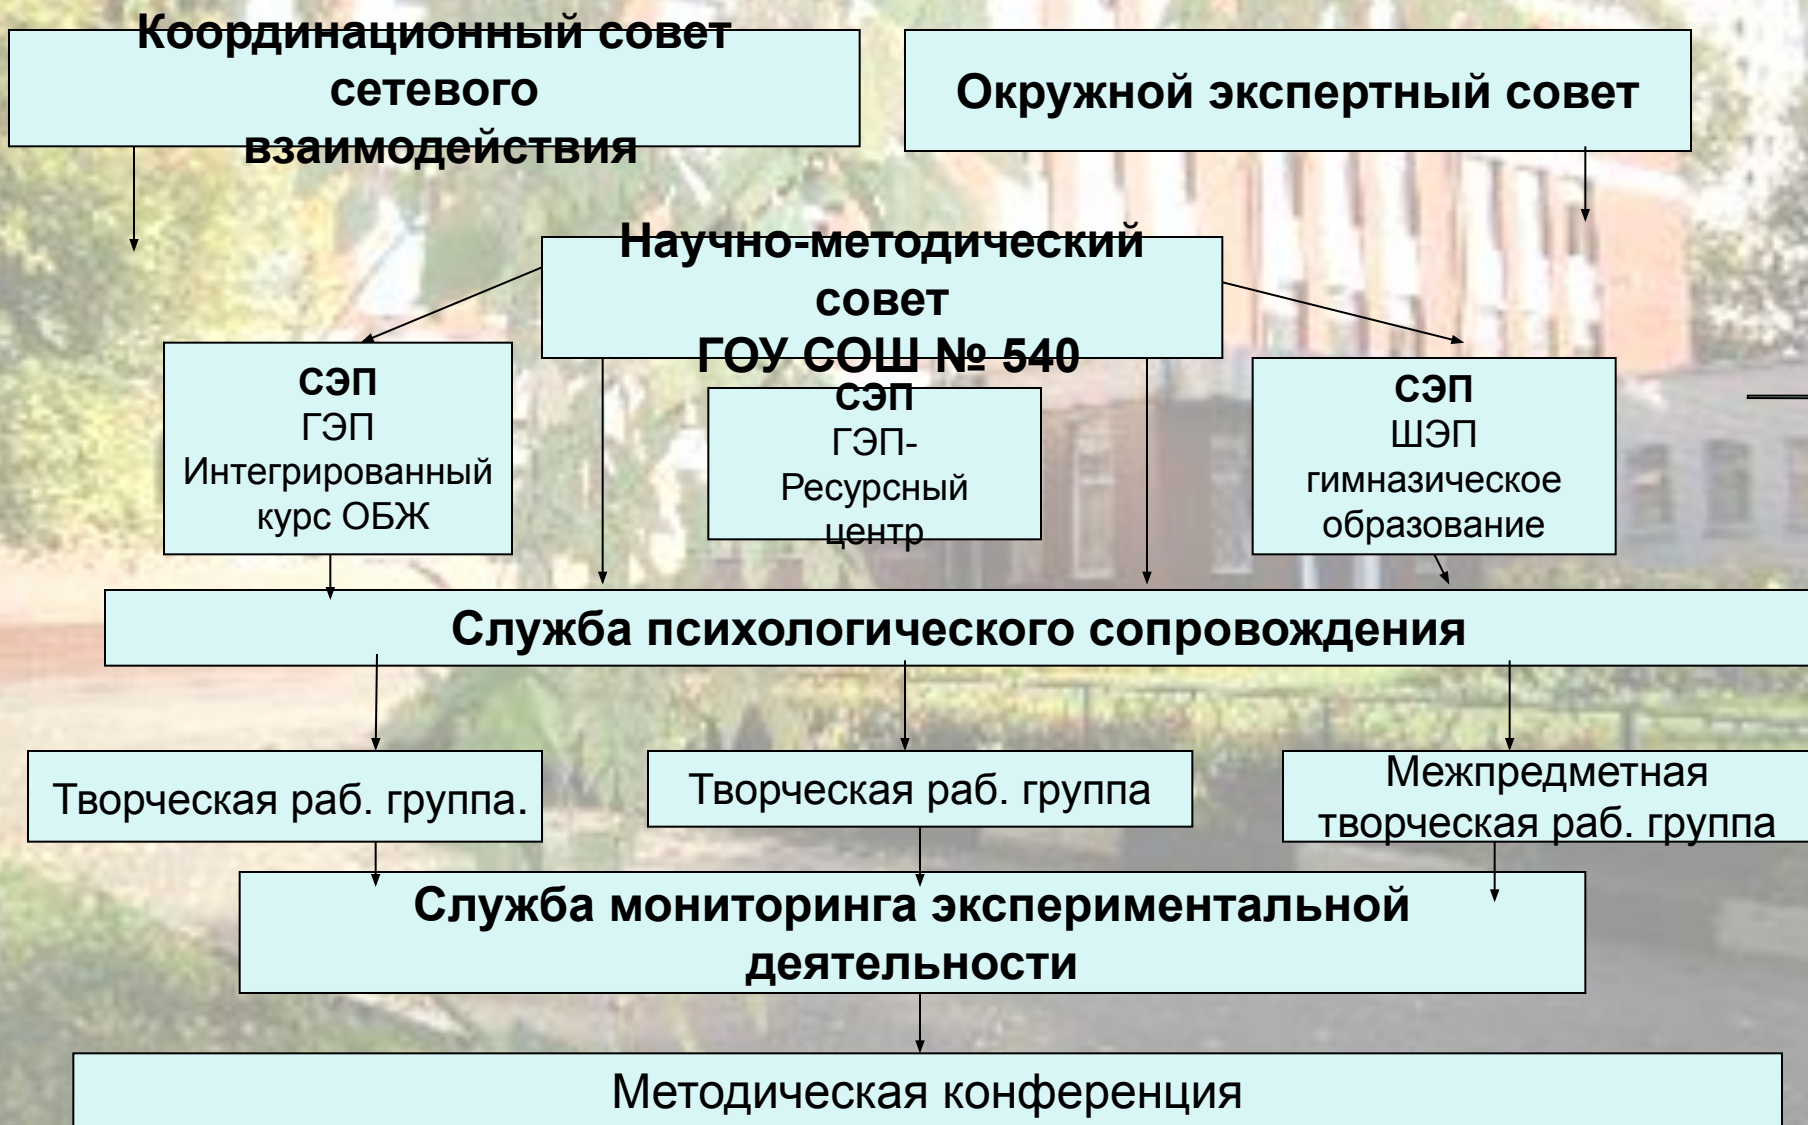 Координационный совет
сетевого
взаимодействия
Окружной экспертный совет
Научно-методический
совет
ГОУ СОШ № 540
СЭП
ГЭП
Интегрированный
курс ОБЖ
СЭП
ГЭП-
Ресурсный
центр
СЭП
ШЭП
гимназическое
образование
Служба психологического сопровождения
Творческая раб. группа.
Творческая раб. группа
Межпредметная
творческая раб. группа
Служба мониторинга экспериментальной
деятельности
Методическая конференция